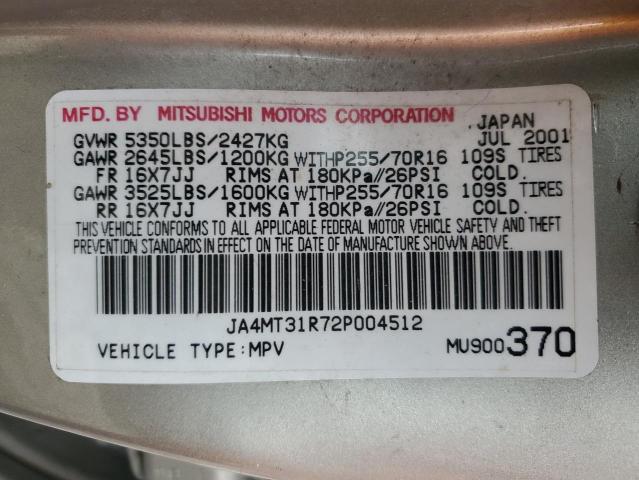 MFD. BY MITSUBISHI MOTORS CORPORATION JAPAN
GVWR 5350LBS/2427KG JUL 2001
GAWR 2645LBS/1200KG WITHP255/70R16 109S TIRES
FR 16X7JJ RIMS AT 180KPa//26PSI COLD.
GAWR 3525LBS/1600KG WITHP255/70R16 109S TIRES
RR 16X7JJ RIMS AT 180KPa//26PSI COLD.
THIS VEHICLE CONFORMS TO ALL APPLICABLE FEDERAL MOTOR VEHICLE SAFETY AND THEFT
PREVENTION STANDARDS IN EFFECT ON THE DATE OF MANUFACTURE SHOWN ABOVE.
JA4MT31R72P004512
VEHICLE TYPE:MPV MU900370